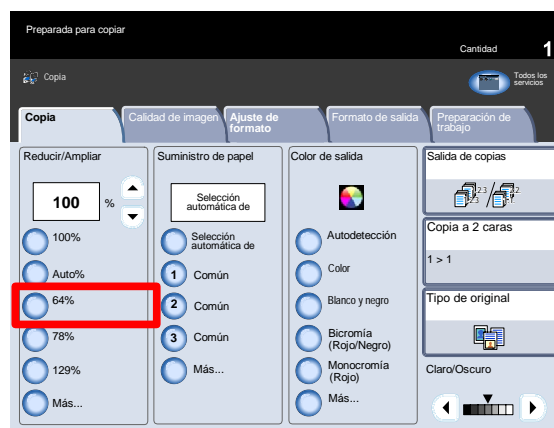 Preparada para copiar
Cantidad 1
Copia
Todos los
servicios
Copia
Calidad de imagen
Ajuste de
formato
Formato de salida
Preparación de
trabajo
Reducir/Ampliar
100 %
100%
Auto%
64%
78%
129%
Más...
Suministro de papel
Selección
automática de
Selección
automática de
1 Común
2 Común
3 Común
Más...
Color de salida
Autodetección
Color
Blanco y negro
Bicromía
(Rojo/Negro)
Monocromía
(Rojo)
Más...
Salida de copias
Copia a 2 caras
1 > 1
Tipo de original
Claro/Oscuro